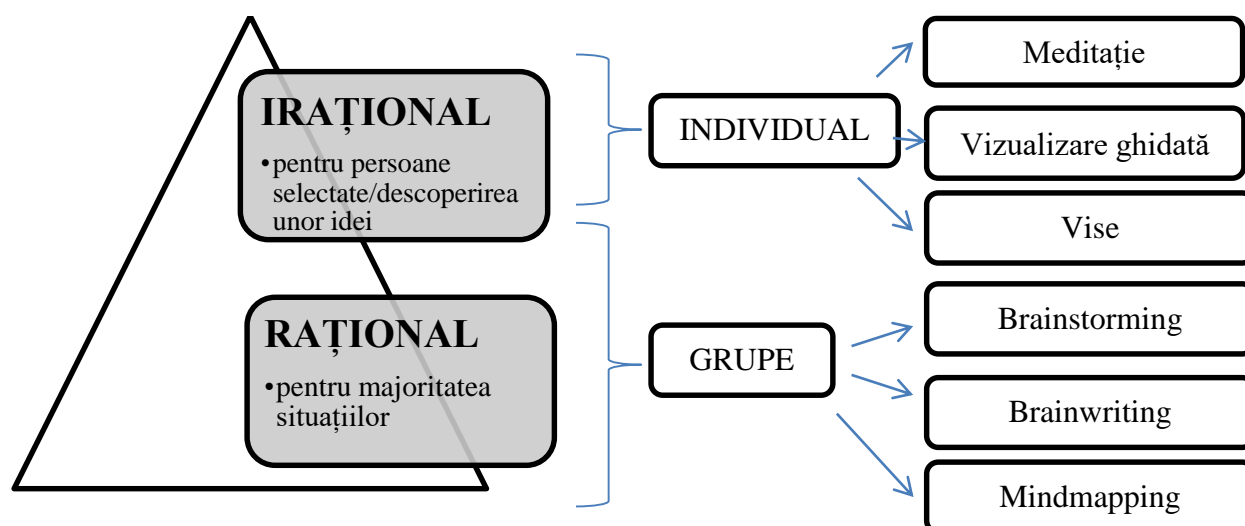 IRAȚIONAL
•pentru persoane
selectate/descoperirea
unor idei
RAȚIONAL
•pentru majoritatea
situațiilor
INDIVIDUAL
GRUPE
Meditație
Vizualizare ghidată
Vise
Brainstorming
Brainwriting
Mindmapping